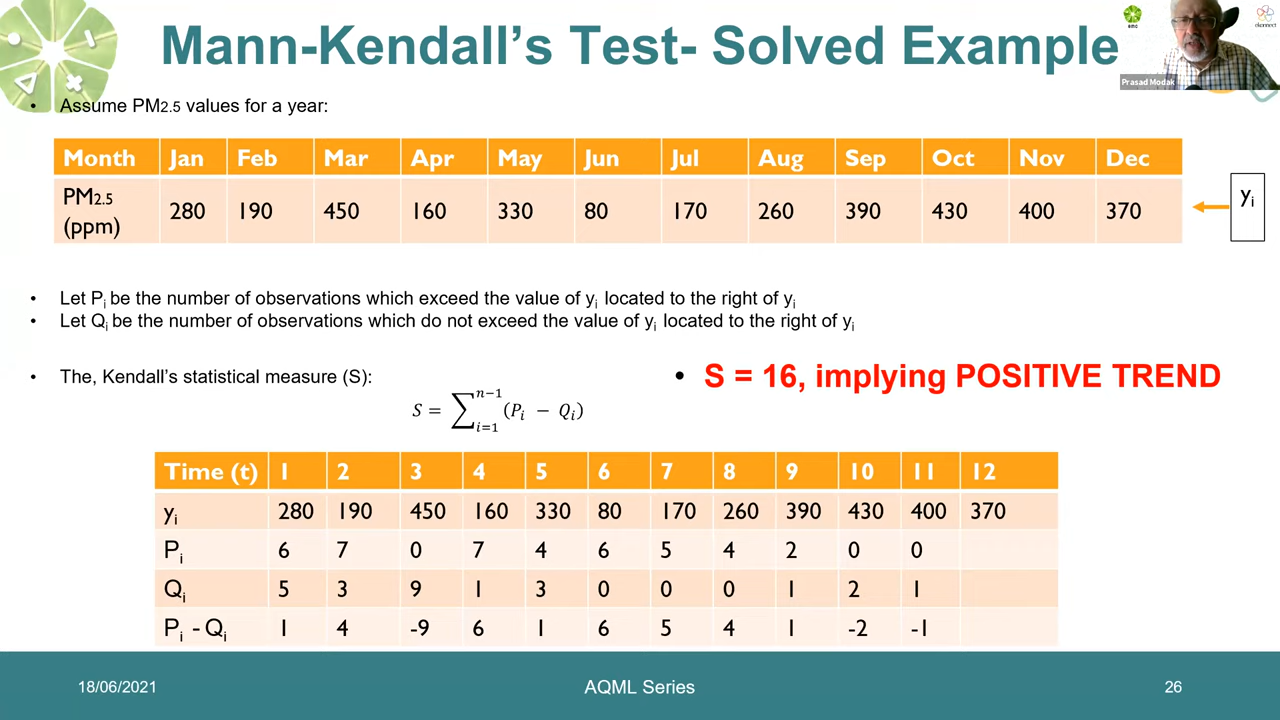 Mann-Kendall's Test- Solved Example
emc
ekonnect
Prasad Modak
• Assume PM2.5 values for a year:
Month Jan Feb Mar Apr May Jun Jul Aug Sep Oct Nov Dec
PM2.5 (ppm) 280 190 450 160 330 80 170 260 390 430 400 370
yi
• Let Pi be the number of observations which exceed the value of yi located to the right of yi
• Let Qi be the number of observations which do not exceed the value of yi located to the right of yi
• The, Kendall's statistical measure (S):
• S = 16, implying POSITIVE TREND
S = ∑_{i=1}^{n−1} (Pi − Qi)
Time (t) 1 2 3 4 5 6 7 8 9 10 11 12
yi 280 190 450 160 330 80 170 260 390 430 400 370
Pi 6 7 0 7 4 6 5 4 2 0 0
Qi 5 3 9 1 3 0 0 0 1 2 1
Pi - Qi 1 4 -9 6 1 6 5 4 1 -2 -1
18/06/2021
AQML Series
26